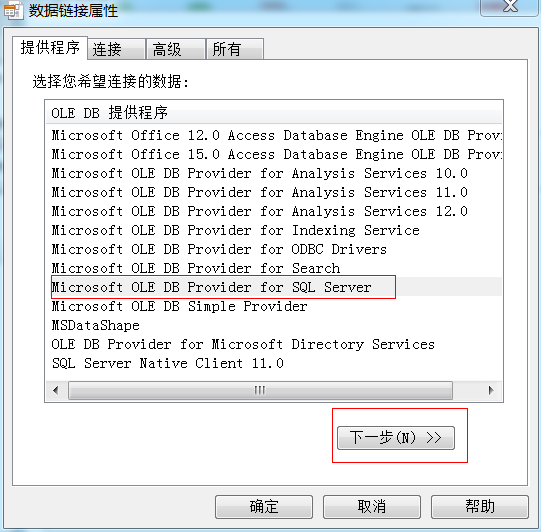 数据链接属性
提供程序 连接 高级 所有
选择您希望连接的数据:
OLE DB 提供程序
Microsoft Office 12.0 Access Database Engine OLE DB Provi
Microsoft Office 15.0 Access Database Engine OLE DB Provi
Microsoft OLE DB Provider for Analysis Services 10.0
Microsoft OLE DB Provider for Analysis Services 11.0
Microsoft OLE DB Provider for Analysis Services 12.0
Microsoft OLE DB Provider for Indexing Service
Microsoft OLE DB Provider for ODBC Drivers
Microsoft OLE DB Provider for Search
Microsoft OLE DB Provider for SQL Server
Microsoft OLE DB Simple Provider
MSDataShape
OLE DB Provider for Microsoft Directory Services
SQL Server Native Client 11.0
下一步(N) >>
确定 取消 帮助